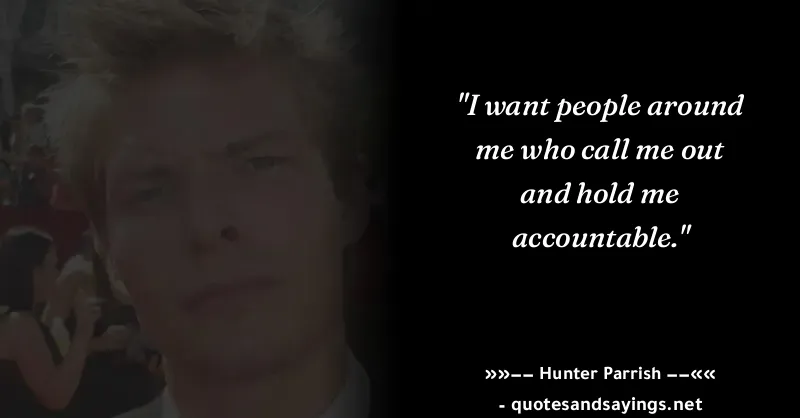 "I want people around
me who call me out
and hold me
accountable."
»»–– Hunter Parrish ––««
- quotesandsayings.net